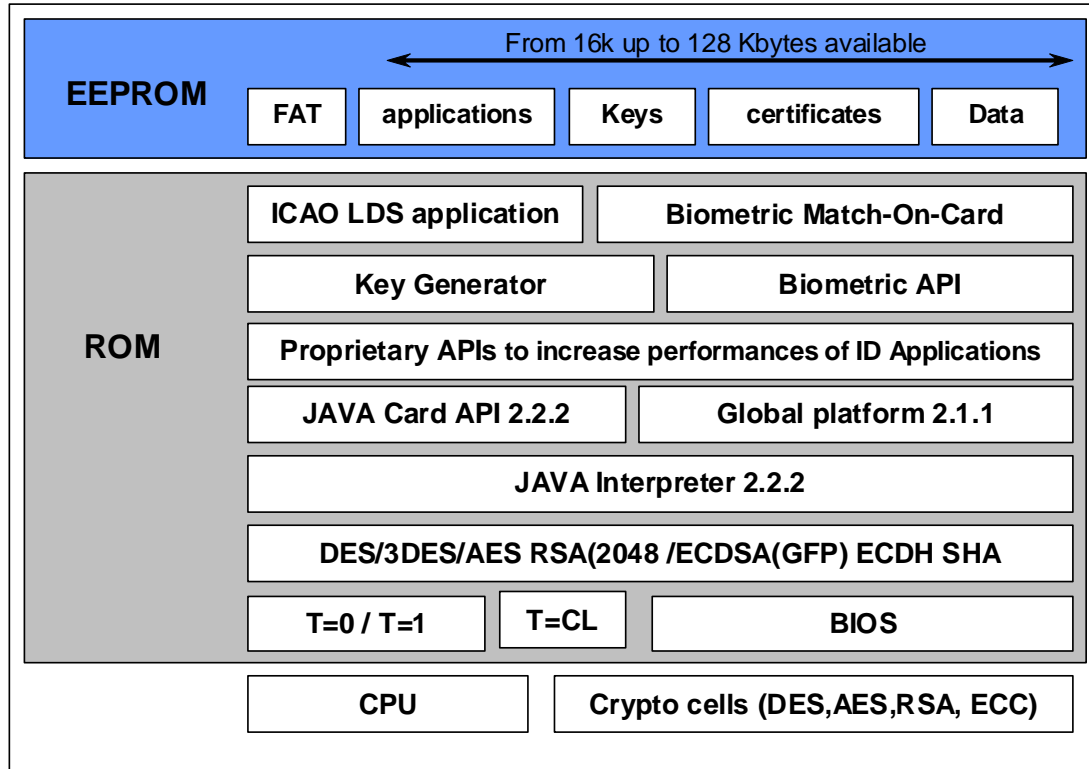 From 16k up to 128 Kbytes available
EEPROM
FAT applications Keys certificates Data
ICAO LDS application Biometric Match-On-Card
Key Generator Biometric API
ROM
Proprietary APIs to increase performances of ID Applications
JAVA Card API 2.2.2 Global platform 2.1.1
JAVA Interpreter 2.2.2
DES/3DES/AES RSA(2048 /ECDSA(GFP) ECDH SHA
T=0 / T=1 T=CL BIOS
CPU Crypto cells (DES,AES,RSA, ECC)